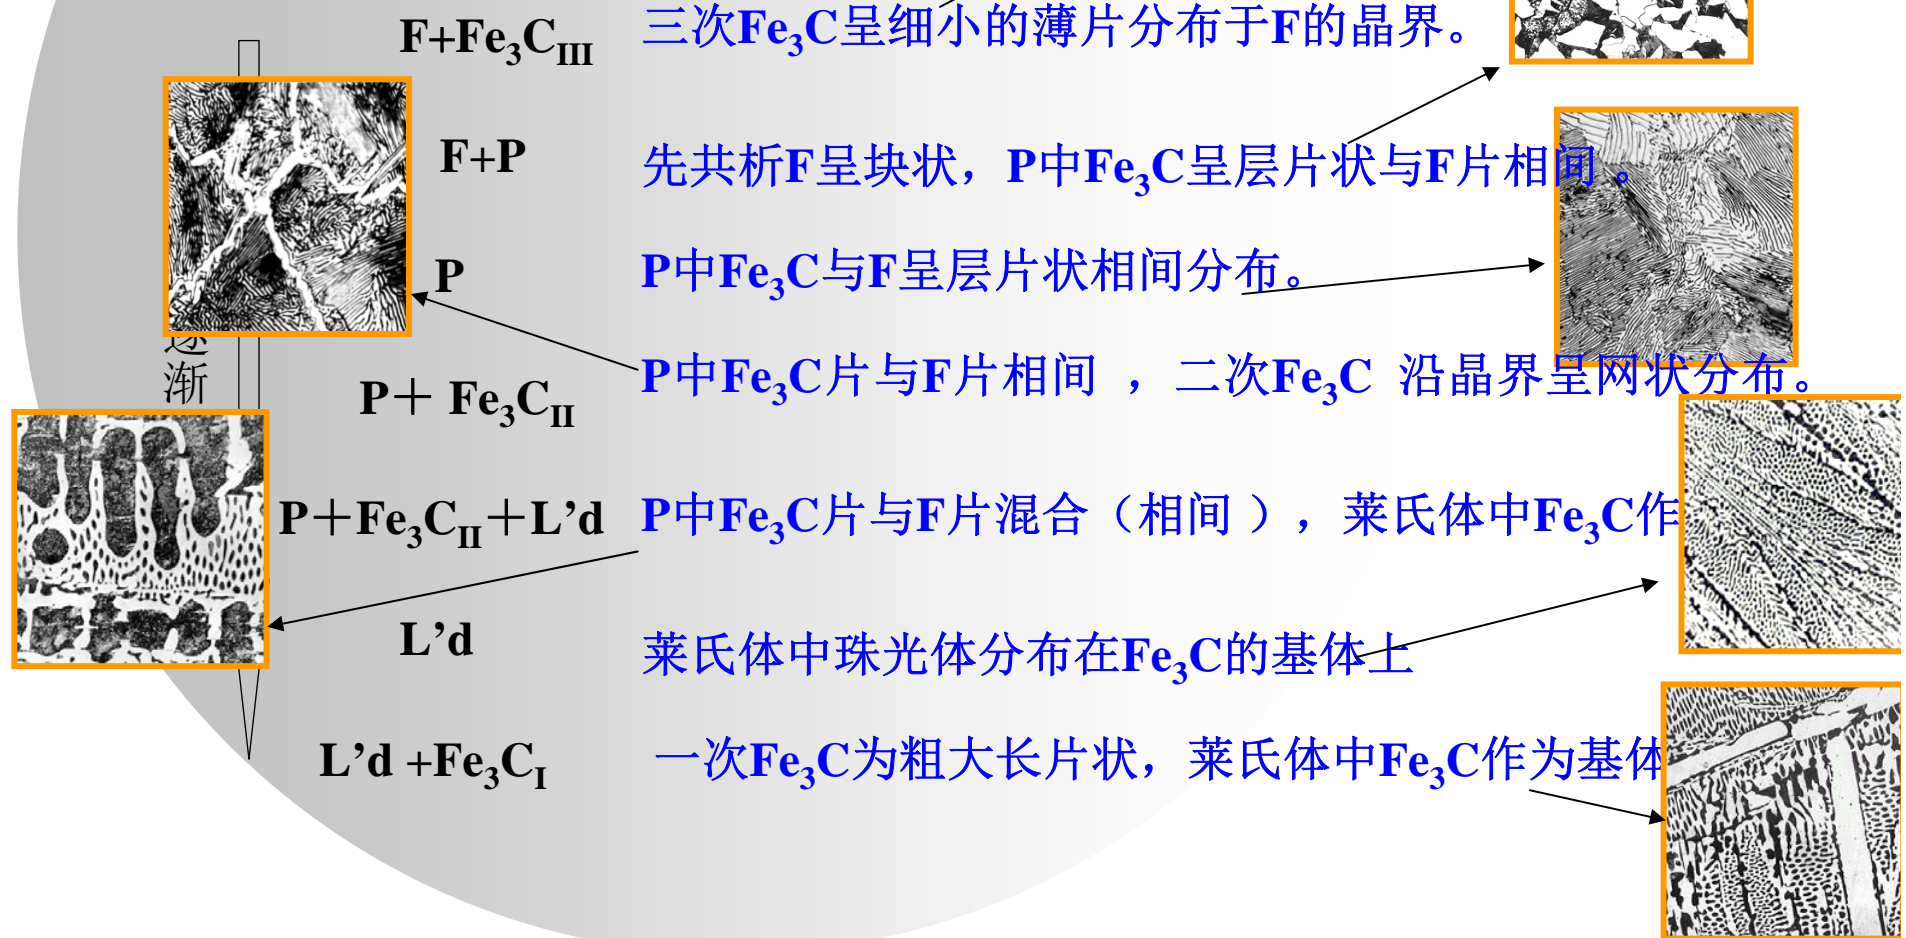 F+Fe₃C_III 三次Fe₃C呈细小的薄片分布于F的晶界。
F+P 先共析F呈块状，P中Fe₃C呈层片状与F片相间 。
P P中Fe₃C与F呈层片状相间分布。
渐
P＋ Fe₃C_II P中Fe₃C片与F片相间 ，二次Fe₃C 沿晶界呈网状分布。
P＋Fe₃C_II＋L’d P中Fe₃C片与F片混合（相间 ），莱氏体中Fe₃C作
L’d 莱氏体中珠光体分布在Fe₃C的基体上
L’d +Fe₃C_I 一次Fe₃C为粗大长片状，莱氏体中Fe₃C作为基体